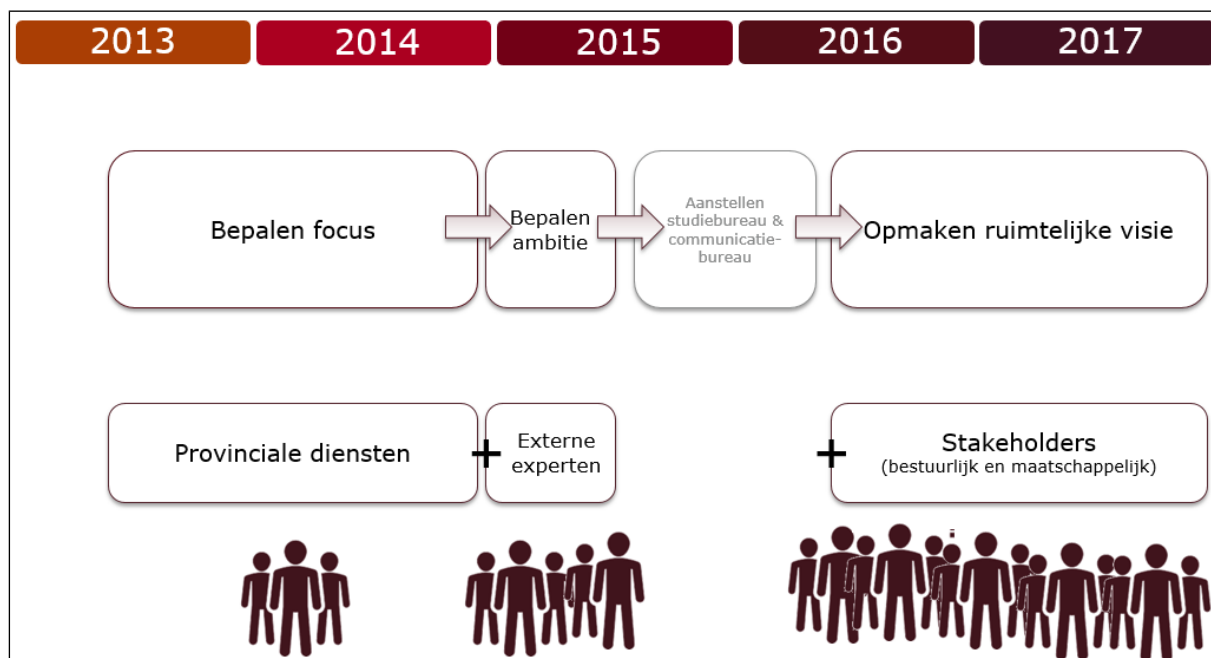 2013 2014 2015 2016 2017
Bepalen focus
Bepalen
ambitie
Aanstellen
studiebureau &
communicatie-
bureau
Opmaken ruimtelijke visie
Provinciale diensten
+
Externe
experten
+
Stakeholders
(bestuurlijk en maatschappelijk)